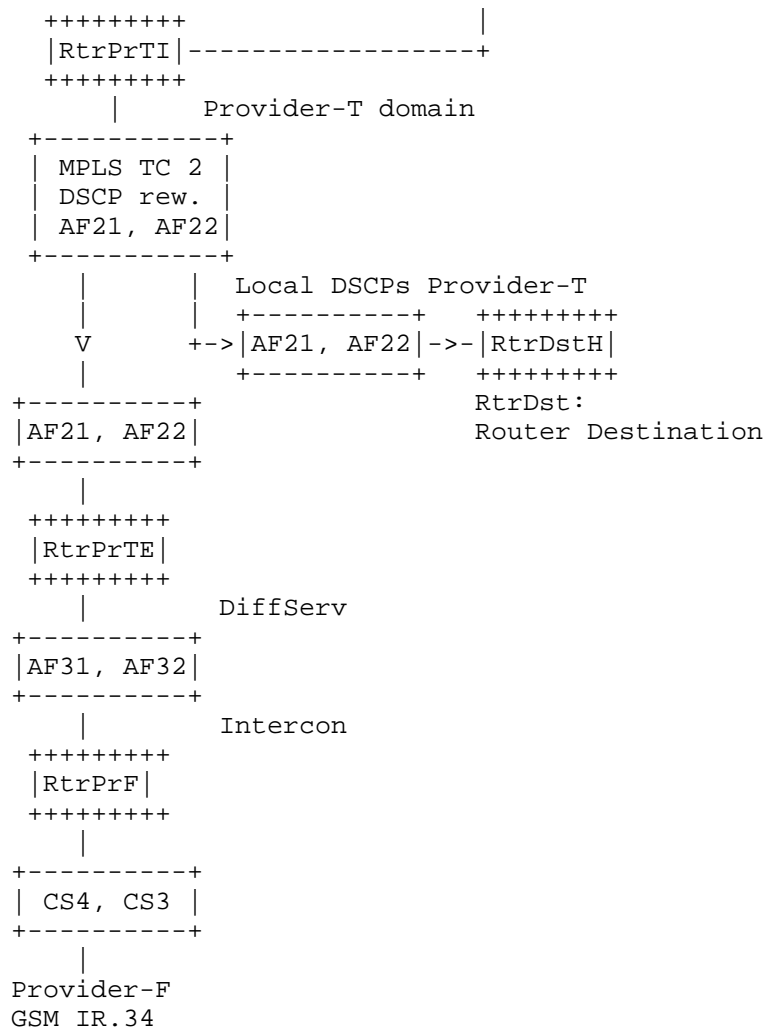 +++++++++                 |
|RtrPrTI|------------------+
+++++++++
|     Provider-T domain
+-----------+
| MPLS TC 2 |
| DSCP rew. |
| AF21, AF22|
+-----------+
|      |  Local DSCPs Provider-T
|      |  +----------+   +++++++++
V      +->|AF21, AF22|->-|RtrDstH|
|         +----------+   +++++++++
+----------+                 RtrDst:
|AF21, AF22|                 Router Destination
+----------+
|
+++++++++
|RtrPrTE|
+++++++++
|        DiffServ
+----------+
|AF31, AF32|
+----------+
|        Intercon
+++++++++
|RtrPrF|
+++++++++
|
+----------+
| CS4, CS3 |
+----------+
|
Provider-F
GSM IR.34